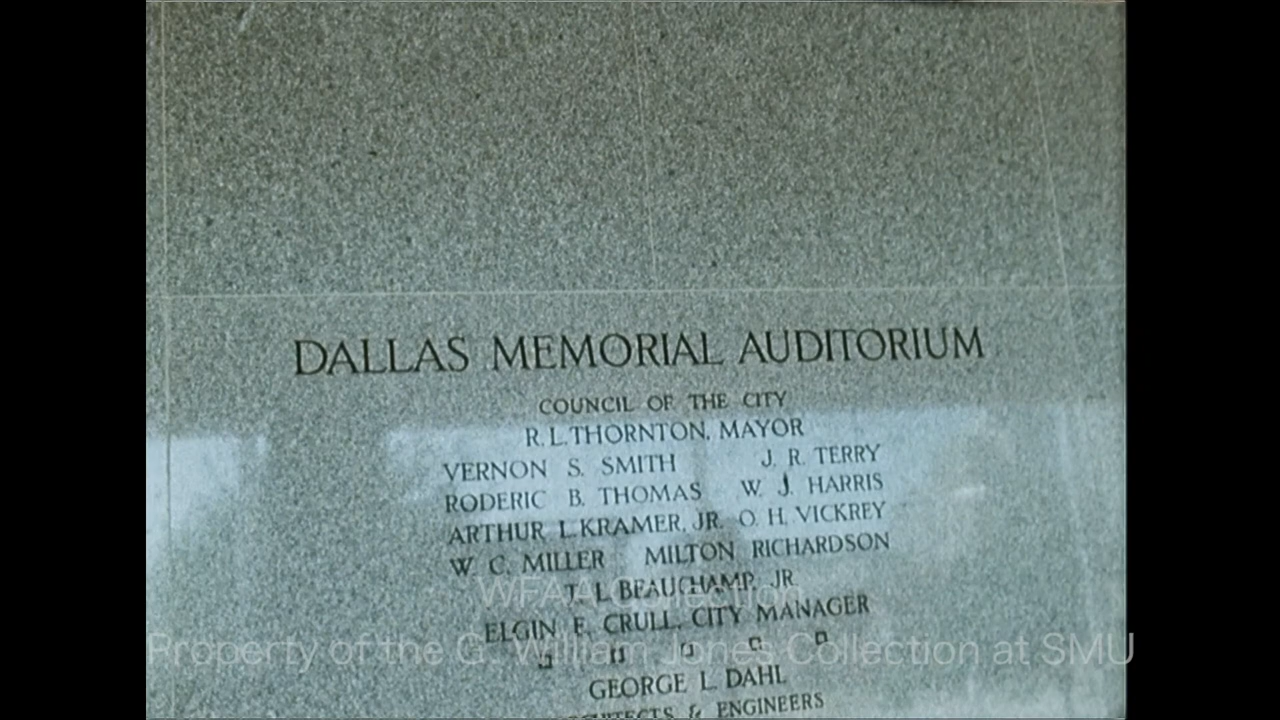 DALLAS MEMORIAL AUDITORIUM
COUNCIL OF THE CITY
R. L. THORNTON, MAYOR
VERNON S. SMITH J. R. TERRY
RODERIC B. THOMAS W. J. HARRIS
ARTHUR L. KRAMER, JR. O. H. VICKREY
W. C. MILLER MILTON RICHARDSON
T. L. BEAUCHAMP, JR.
WFAA Collection
ELGIN E. CRULL, CITY MANAGER
Property of the G. William Jones Collection at SMU
GEORGE L. DAHL
ARCHITECTS & ENGINEERS